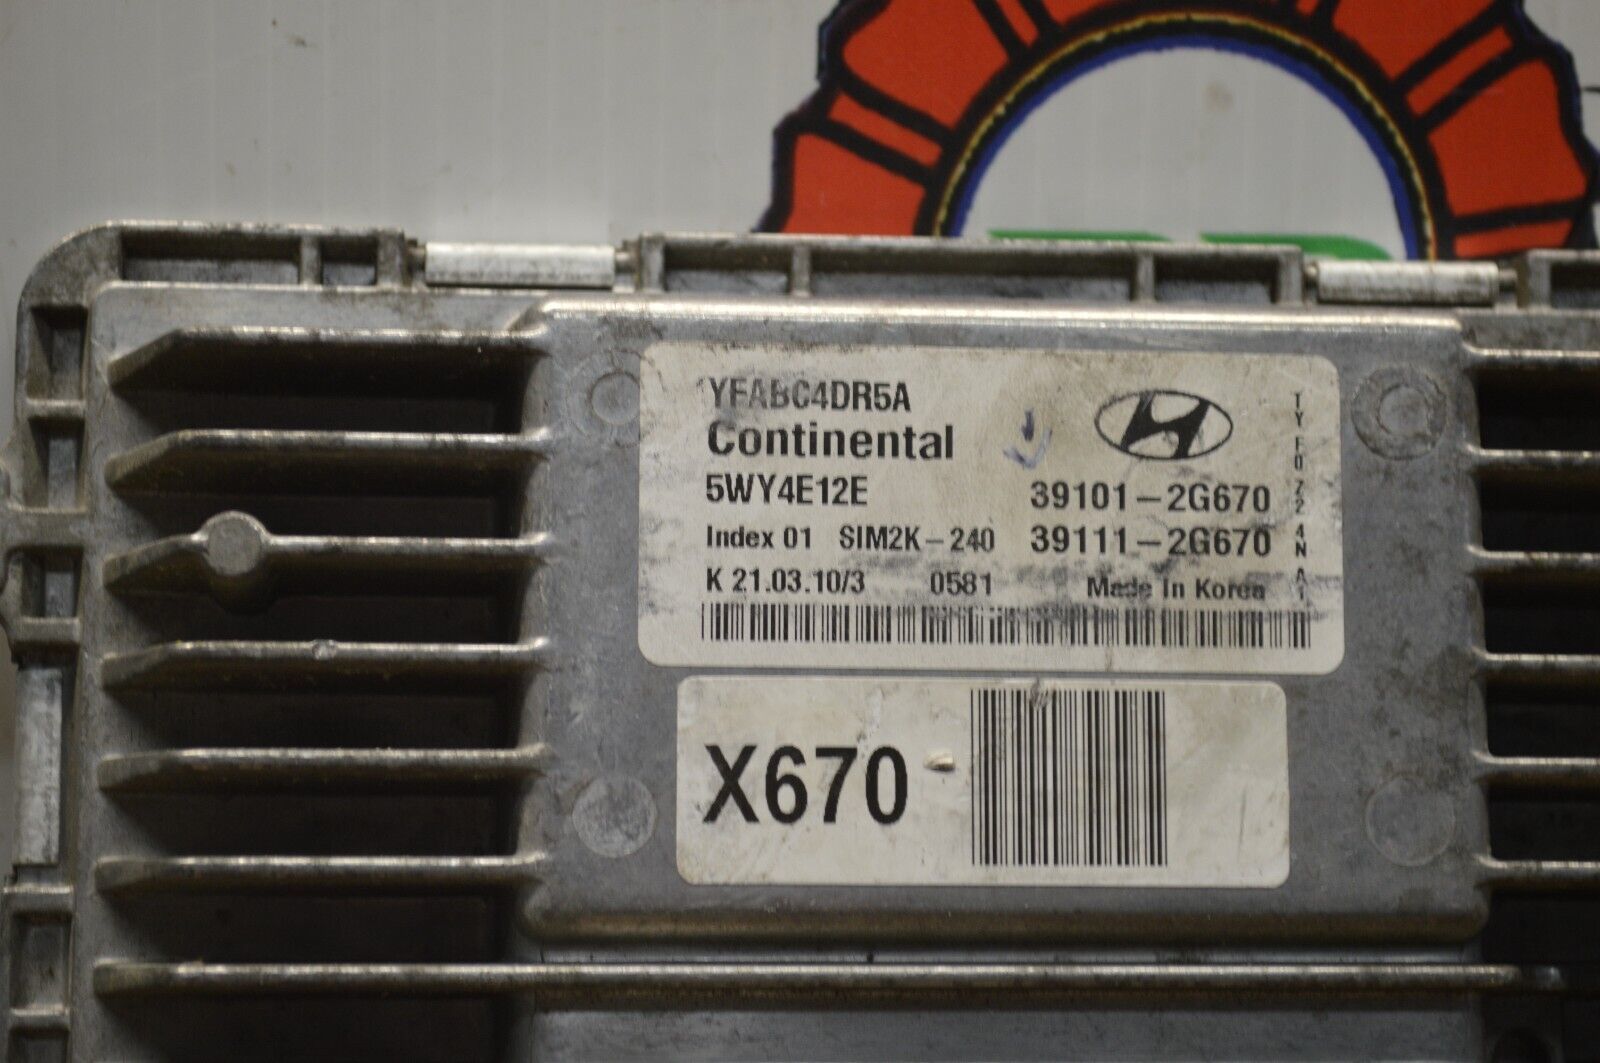 YFABC4DR5A
Continental
5WY4E12E 39101-2G670
Index 01 SIM2K-240 39111-2G670
K 21.03.10/3 0581 Made In Korea
TYF0Z24NAA1
X670